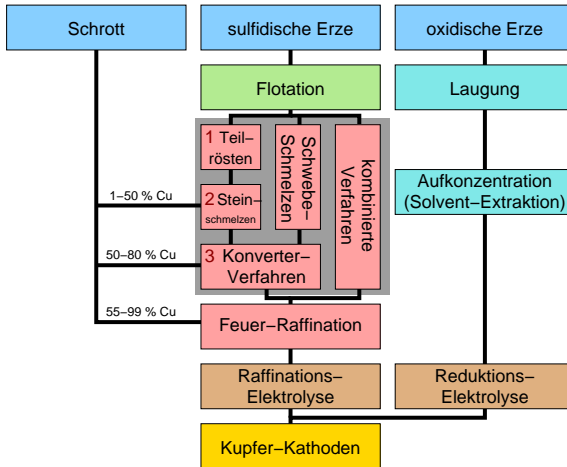 Schrott
sulfidische Erze
oxidische Erze
Flotation
Laugung
1 Teil–
rösten
Schwebe–
Schmelzen
kombinierte
Verfahren
Aufkonzentration
(Solvent–Extraktion)
1–50 % Cu
2 Stein–
schmelzen
50–80 % Cu
3 Konverter–
Verfahren
55–99 % Cu
Feuer–Raffination
Raffinations–
Elektrolyse
Reduktions–
Elektrolyse
Kupfer–Kathoden